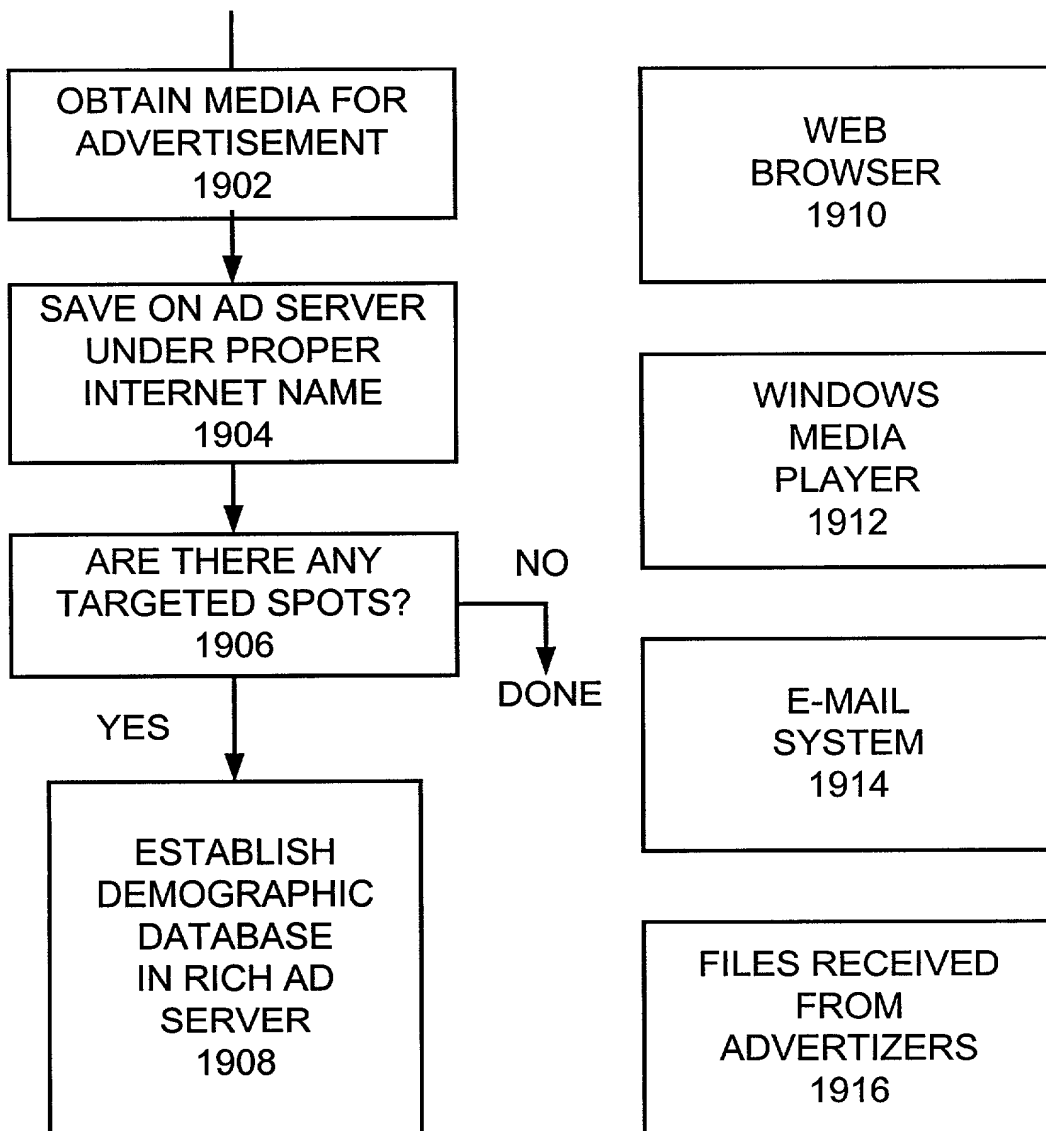 OBTAIN MEDIA FOR
ADVERTISEMENT
1902
SAVE ON AD SERVER
UNDER PROPER
INTERNET NAME
1904
ARE THERE ANY
TARGETED SPOTS?
1906
NO
DONE
YES
ESTABLISH
DEMOGRAPHIC
DATABASE
IN RICH AD
SERVER
1908
WEB
BROWSER
1910
WINDOWS
MEDIA
PLAYER
1912
E-MAIL
SYSTEM
1914
FILES RECEIVED
FROM
ADVERTIZERS
1916